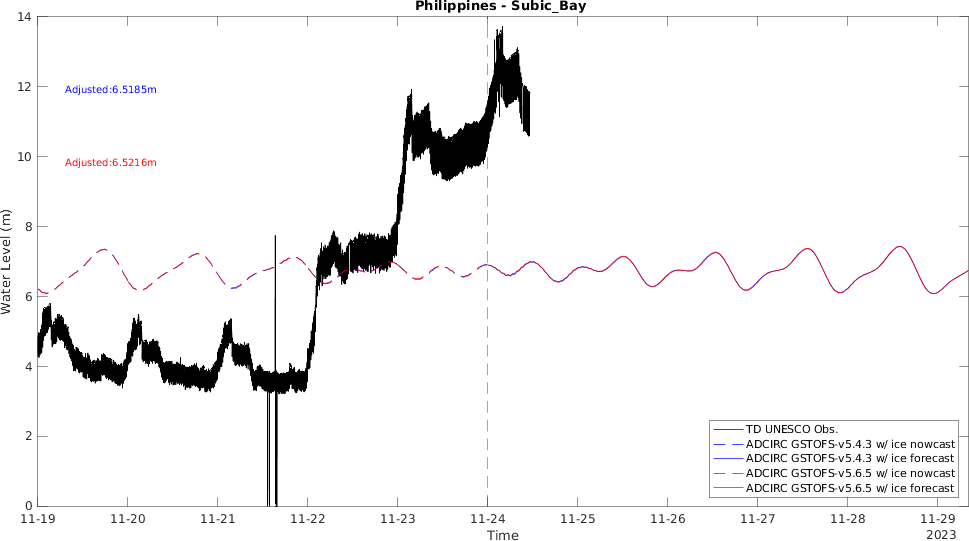 Philippines - Subic_Bay
14
12
10
8
6
4
2
0
Water Level (m)
Adjusted:6.5185m
Adjusted:6.5216m
TD UNESCO Obs.
ADCIRC GSTOFS-v5.4.3 w/ ice nowcast
ADCIRC GSTOFS-v5.4.3 w/ ice forecast
ADCIRC GSTOFS-v5.6.5 w/ ice nowcast
ADCIRC GSTOFS-v5.6.5 w/ ice forecast
11-19 11-20 11-21 11-22 11-23 11-24 11-25 11-26 11-27 11-28 11-29
Time
2023